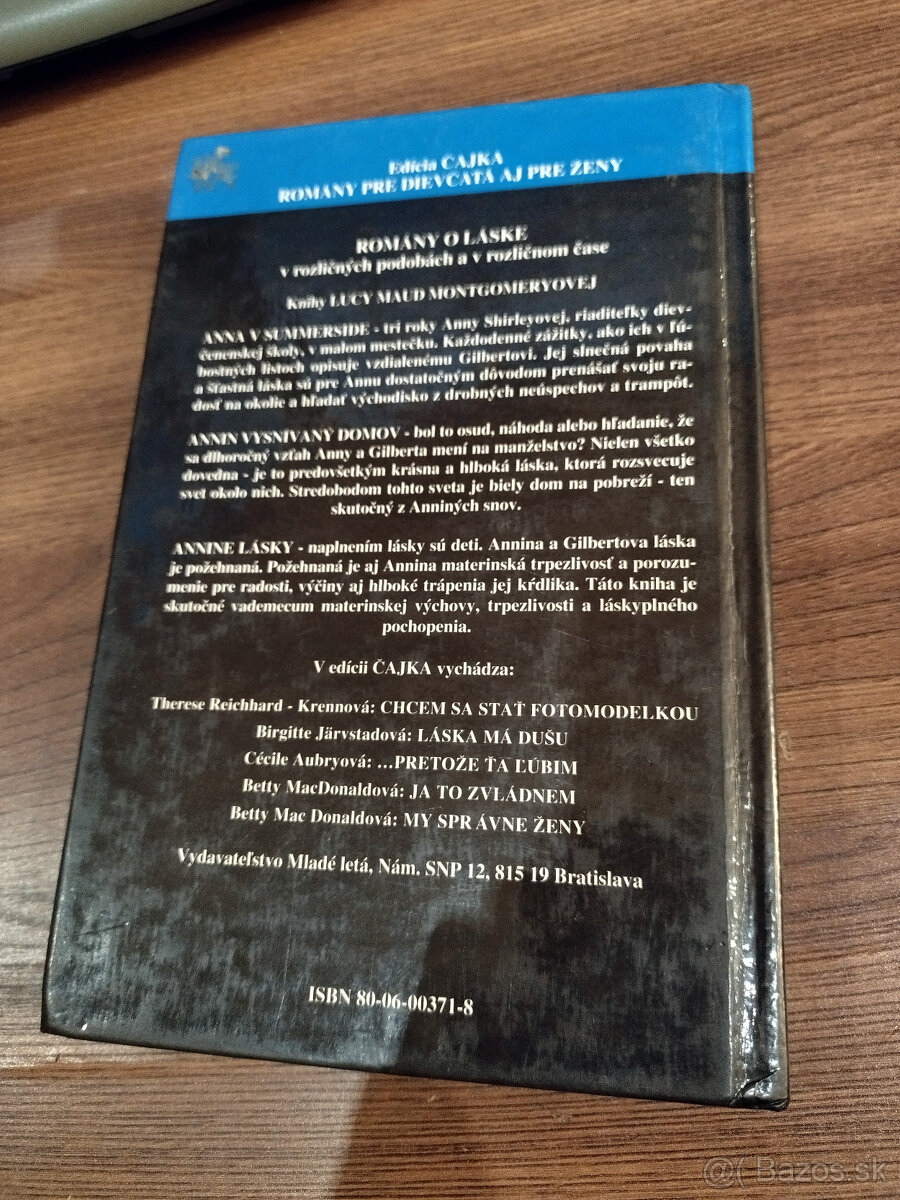 Edícia ČAJKA
ROMÁNY PRE DIEVČATÁ AJ PRE ŽENY
ROMÁNY O LÁSKE
v rozličných podobách a v rozličnom čase
Knihy LUCY MAUD MONTGOMERYOVEJ
ANNA V SUMMERSIDE - tri roky Anny Shirleyovej, riaditeľky diev-
čenenskej školy, v malom mestečku. Každodenné zážitky, ako ich v ľú-
bostných listoch opisuje vzdialenému Gilbertovi. Jej slnečná povaha
a šťastná láska sú pre Annu dostatočným dôvodom prenášať svoju ra-
dosť na okolie a hľadať východisko z drobných neúspechov a trampôt.
ANNIN VYSNÍVANÝ DOMOV - bol to osud, náhoda alebo hľadanie, že
sa dlhoročný vzťah Anny a Gilberta mení na manželstvo? Nielen všetko
dovedna - je to predovšetkým krásna a hlboká láska, ktorá rozsvecuje
svet okolo nich. Stredobodom tohto sveta je biely dom na pobreží - ten
skutočný z Anniných snov.
ANNINE LÁSKY - naplnením lásky sú deti. Annina a Gilbertova láska
je požehnaná. Požehnaná je aj Annina materinská trpezlivosť a porozu-
menie pre radosti, výčiny aj hlboké trápenia jej kŕdlika. Táto kniha je
skutočné vademecum materinskej výchovy, trpezlivosti a láskyplného
pochopenia.
V edícii ČAJKA vychádza:
Therese Reichhard - Krennová: CHCEM SA STAŤ FOTOMODELKOU
Birgitte Järvstadová: LÁSKA MÁ DUŠU
Cécile Aubryová: ...PRETOŽE ŤA ĽÚBIM
Betty MacDonaldová: JA TO ZVLÁDNEM
Betty Mac Donaldová: MY SPRÁVNE ŽENY
Vydavateľstvo Mladé letá, Nám. SNP 12, 815 19 Bratislava
ISBN 80-06-00371-8
@( Bazos.sk